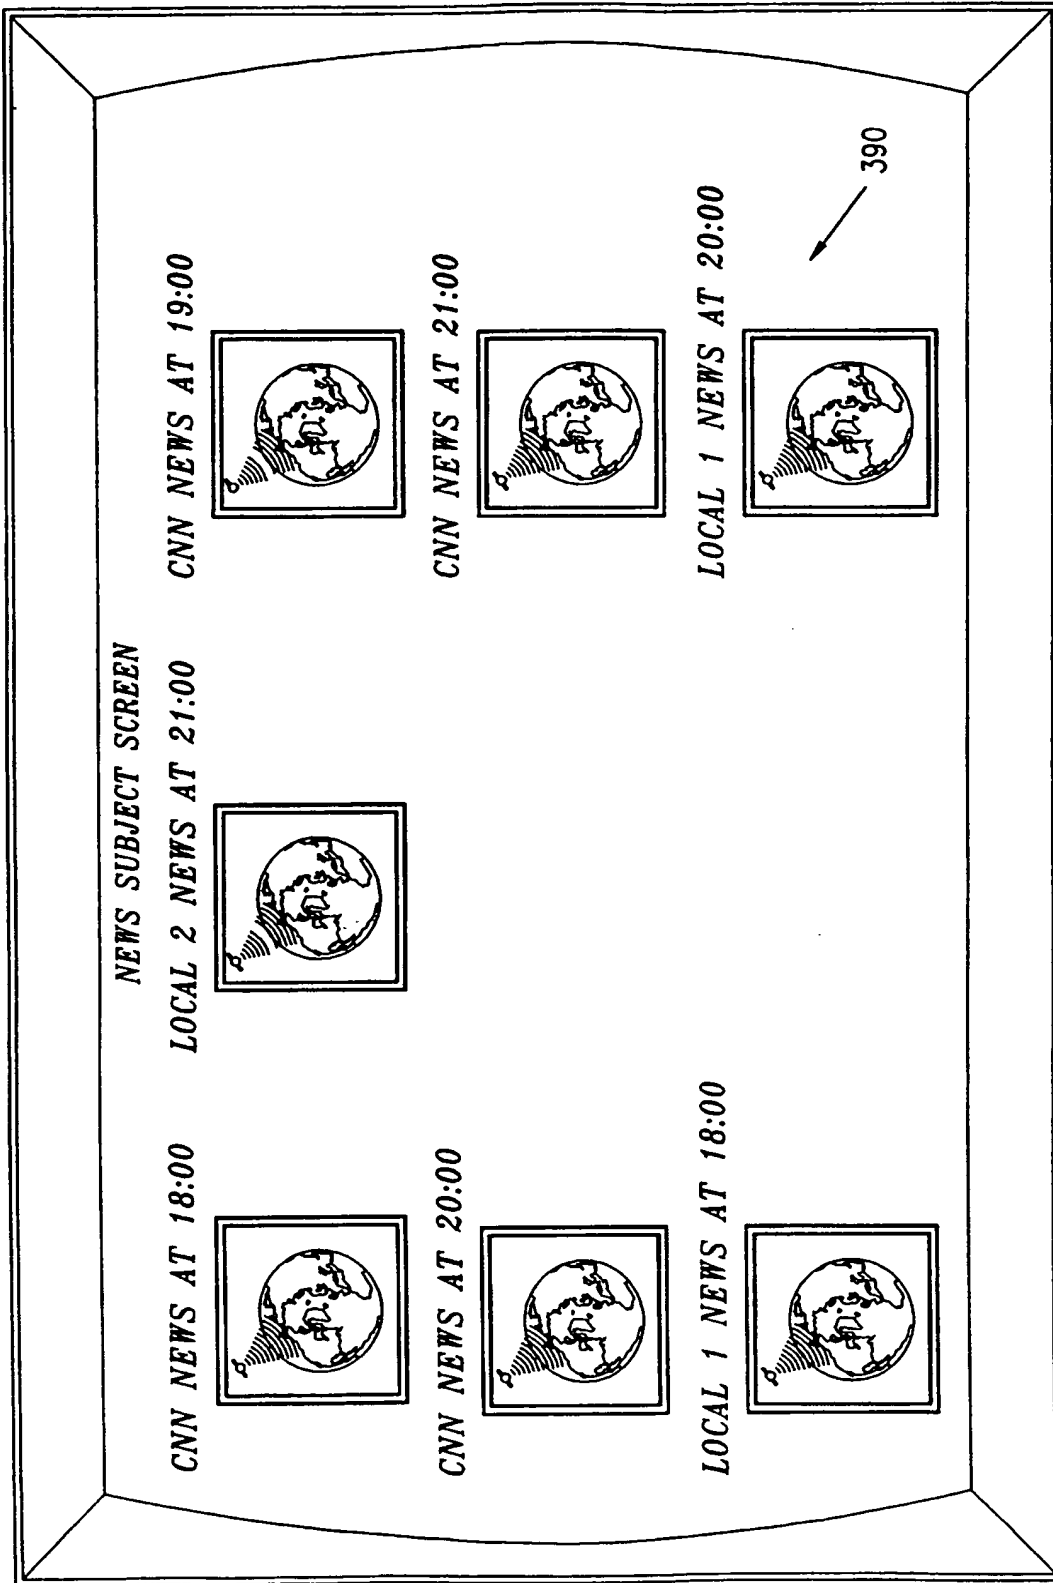 NEWS SUBJECT SCREEN
CNN NEWS AT 18:00
LOCAL 2 NEWS AT 21:00
CNN NEWS AT 19:00
CNN NEWS AT 20:00
CNN NEWS AT 21:00
LOCAL 1 NEWS AT 18:00
LOCAL 1 NEWS AT 20:00
390